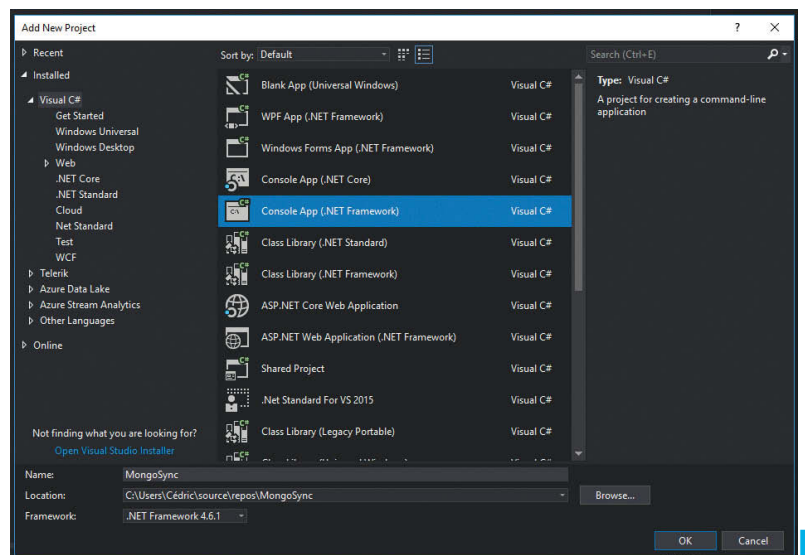 Add New Project
? ×
Recent
Sort by: Default
Search (Ctrl+E)
Installed
Visual C#
Get Started
Windows Universal
Windows Desktop
Web
.NET Core
.NET Standard
Cloud
Net Standard
Test
WCF
Telerik
Azure Data Lake
Azure Stream Analytics
Other Languages
Online
Not finding what you are looking for?
Open Visual Studio Installer
Blank App (Universal Windows) Visual C#
WPF App (.NET Framework) Visual C#
Windows Forms App (.NET Framework) Visual C#
Console App (.NET Core) Visual C#
Console App (.NET Framework) Visual C#
Class Library (.NET Standard) Visual C#
Class Library (.NET Framework) Visual C#
ASP.NET Core Web Application Visual C#
ASP.NET Web Application (.NET Framework) Visual C#
Shared Project Visual C#
.Net Standard For VS 2015 Visual C#
Class Library (Legacy Portable) Visual C#
Type: Visual C#
A project for creating a command-line
application
Name: MongoSync
Location: C:\Users\Cédric\source\repos\MongoSync
Browse...
Framework: .NET Framework 4.6.1
OK Cancel